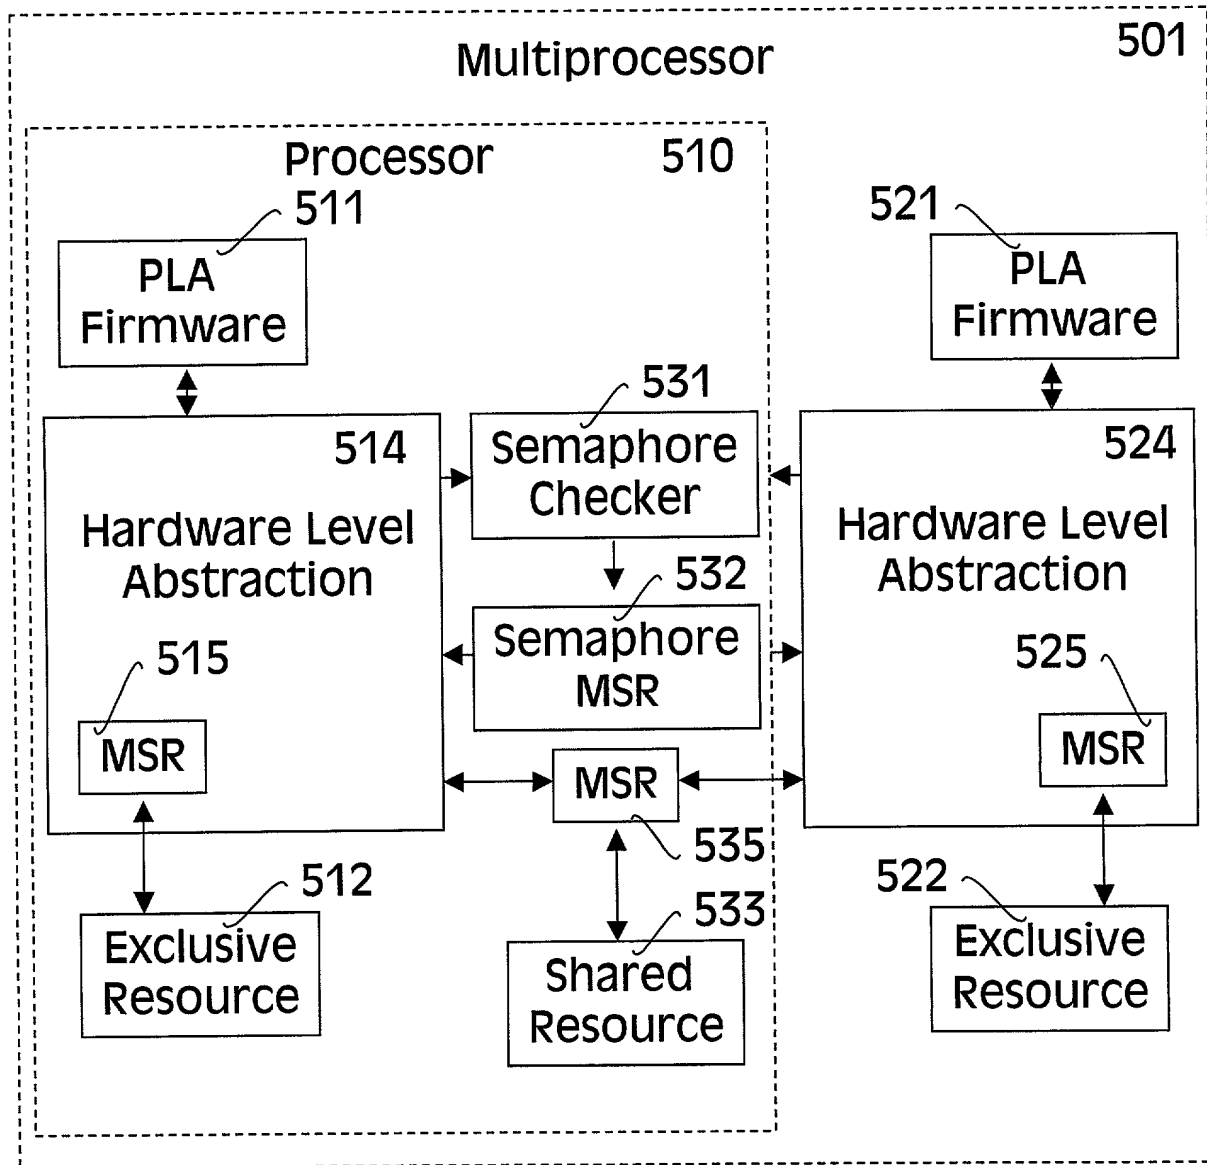 Multiprocessor
501
Processor
510
511
PLA
Firmware
521
PLA
Firmware
514
Hardware Level
Abstraction
515
MSR
531
Semaphore
Checker
532
Semaphore
MSR
MSR
535
524
Hardware Level
Abstraction
525
MSR
512
Exclusive
Resource
533
Shared
Resource
522
Exclusive
Resource